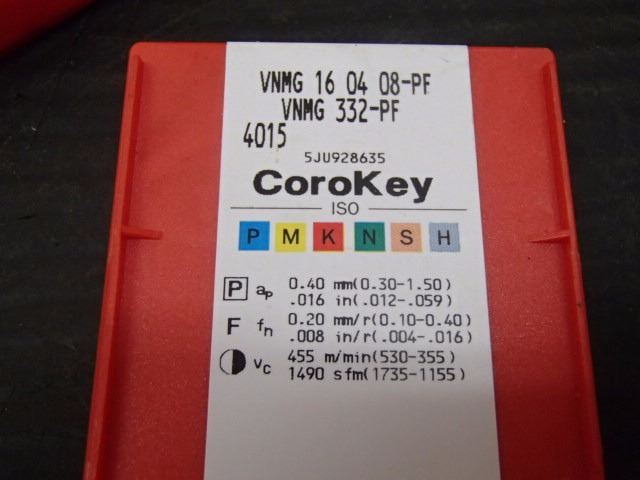 VNMG 16 04 08-PF
VNMG 332-PF
4015
5JU928635
CoroKey
ISO
P M K N S H
P ap 0.40 mm(0.30-1.50)
.016 in(.012-.059)
F fn 0.20 mm/r(0.10-0.40)
.008 in/r(.004-.016)
vc 455 m/min(530-355)
1490 sfm(1735-1155)